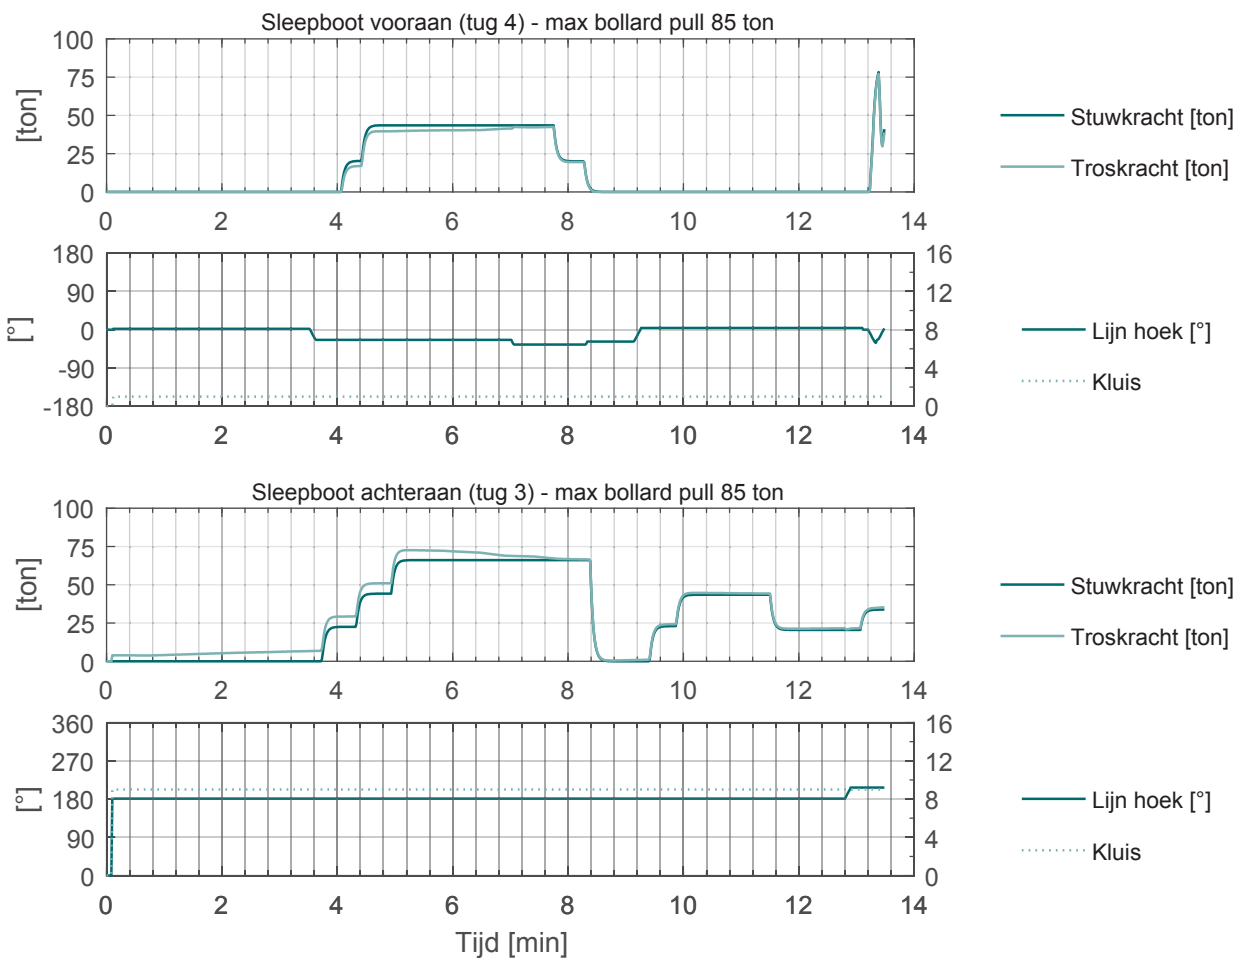 Sleepboot vooraan (tug 4) - max bollard pull 85 ton
100
75
50
25
0
[ton]
0 2 4 6 8 10 12 14
Stuwkracht [ton]
Troskracht [ton]
180
90
0
-90
-180
[°]
16
12
8
4
0
0 2 4 6 8 10 12 14
Lijn hoek [°]
Kluis
Sleepboot achteraan (tug 3) - max bollard pull 85 ton
100
75
50
25
0
[ton]
0 2 4 6 8 10 12 14
Stuwkracht [ton]
Troskracht [ton]
360
270
180
90
0
[°]
16
12
8
4
0
0 2 4 6 8 10 12 14
Lijn hoek [°]
Kluis
Tijd [min]